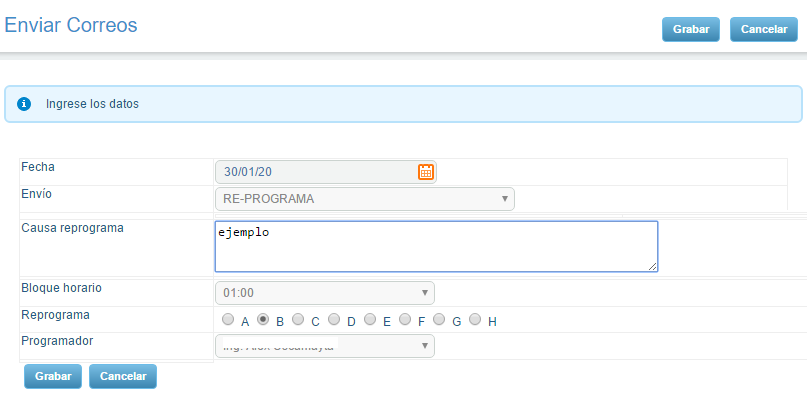 Enviar Correos
Grabar Cancelar
Ingrese los datos
Fecha 30/01/20
Envío RE-PROGRAMA
Causa reprograma ejemplo
Bloque horario 01:00
Reprograma A B C D E F G H
Programador
Grabar Cancelar